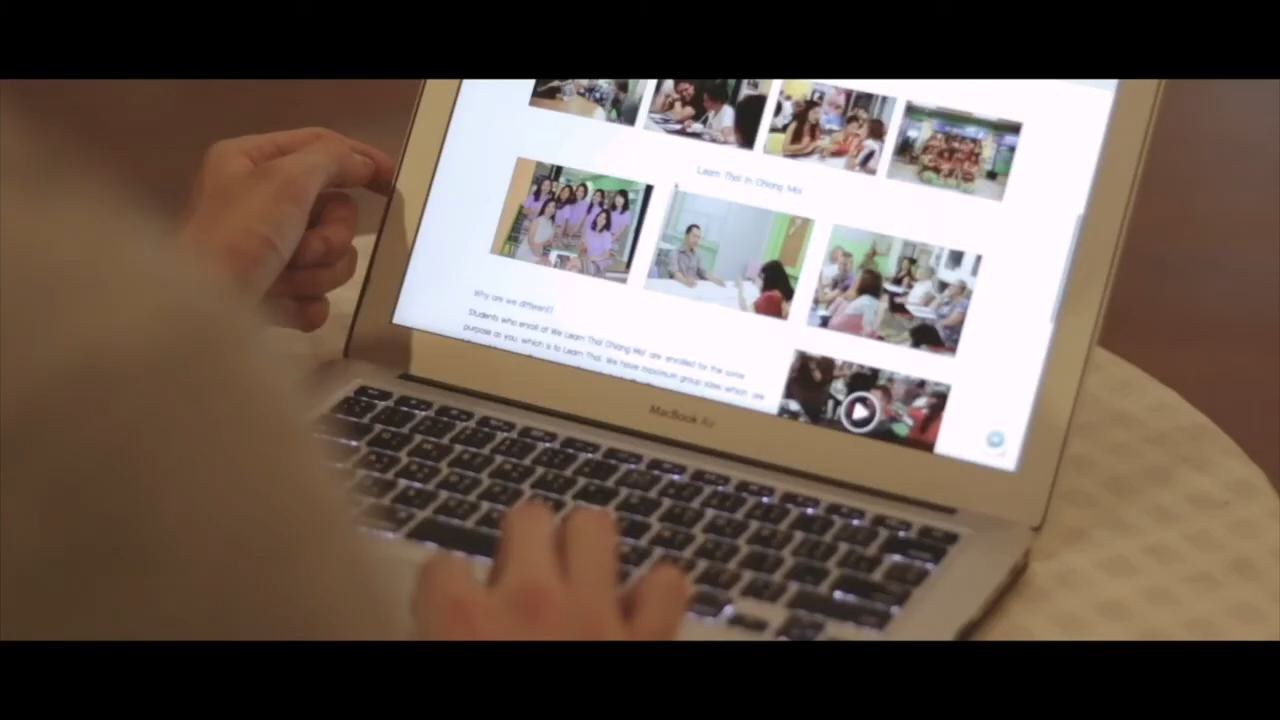 Learn Thai In Chiang Mai
Why are we different?
Students who enroll at We Learn Thai Chiang Mai are enrolled for the same
purpose as you, which is to Learn Thai. We have maximum group sizes which are
MacBook Air